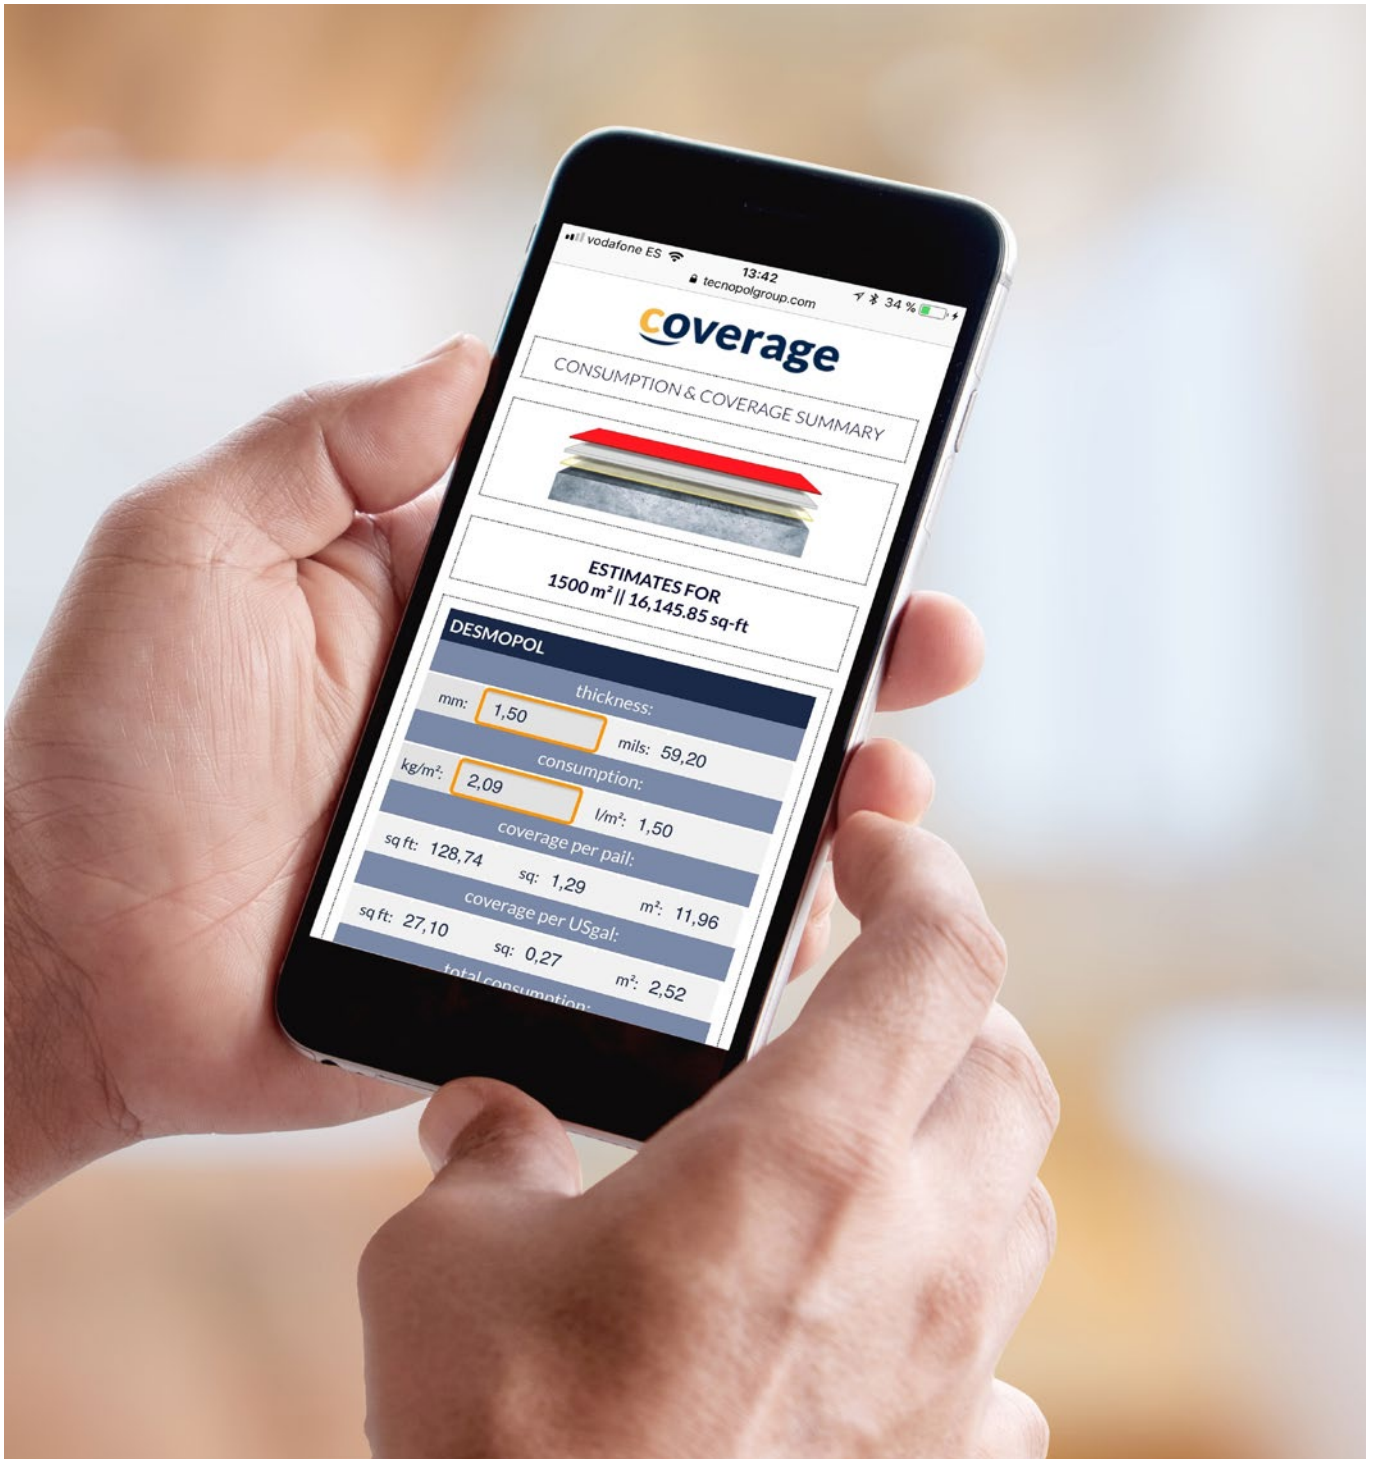 vodafone ES
13:42
34 %
tecnopolgroup.com
coverage
CONSUMPTION & COVERAGE SUMMARY
ESTIMATES FOR
1500 m² || 16,145.85 sq-ft
DESMOPOL
thickness:
mm: 1,50 mils: 59,20
consumption:
kg/m²: 2,09 l/m²: 1,50
coverage per pail:
sq ft: 128,74 sq: 1,29 m²: 11,96
coverage per USgal:
sq ft: 27,10 sq: 0,27 m²: 2,52
total consumption: